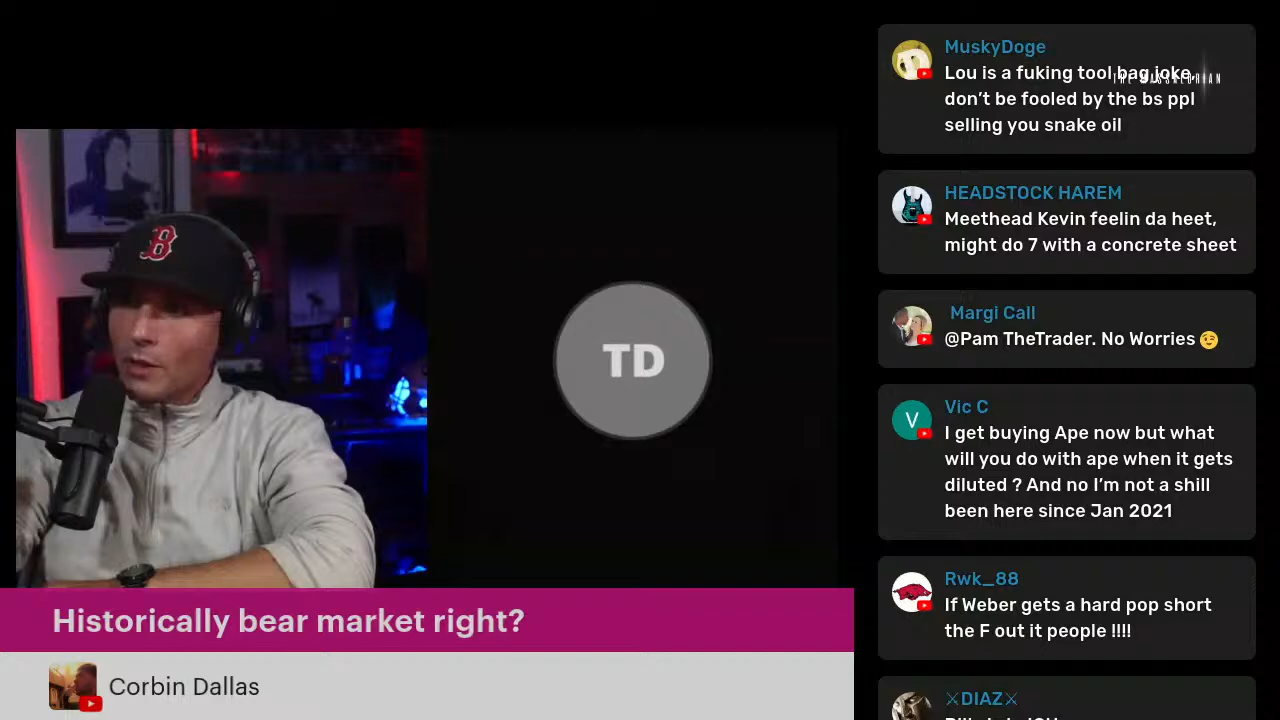 MuskyDoge
Lou is a fuking tool bag joke,
don't be fooled by the bs ppl
selling you snake oil
HEADSTOCK HAREM
Meethead Kevin feelin da heet,
might do 7 with a concrete sheet
Margi Call
@Pam TheTrader. No Worries 😉
V
Vic C
I get buying Ape now but what
will you do with ape when it gets
diluted ? And no I'm not a shill
been here since Jan 2021
Rwk_88
If Weber gets a hard pop short
the F out it people !!!!
⚔DIAZ⚔
B
TD
Historically bear market right?
Corbin Dallas